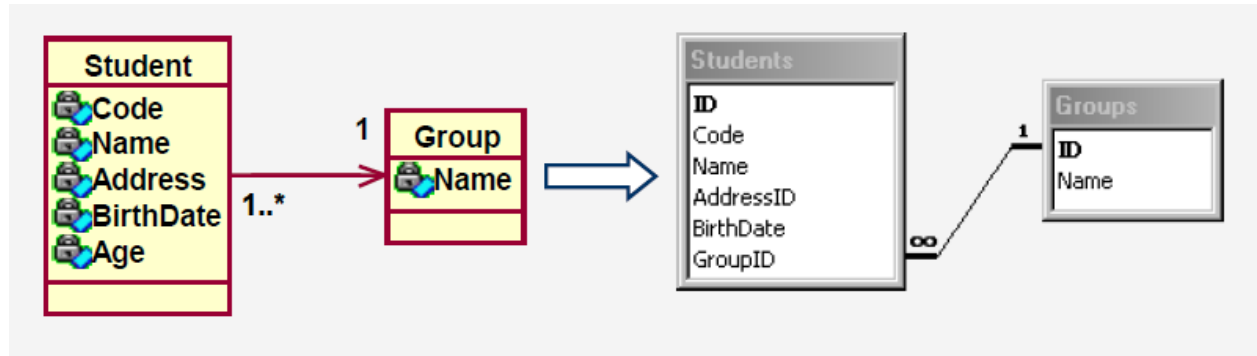 Student
Code
Name
Address
BirthDate
Age
1
1..*
Group
Name
Students
ID
Code
Name
AddressID
BirthDate
GroupID
∞
1
Groups
ID
Name